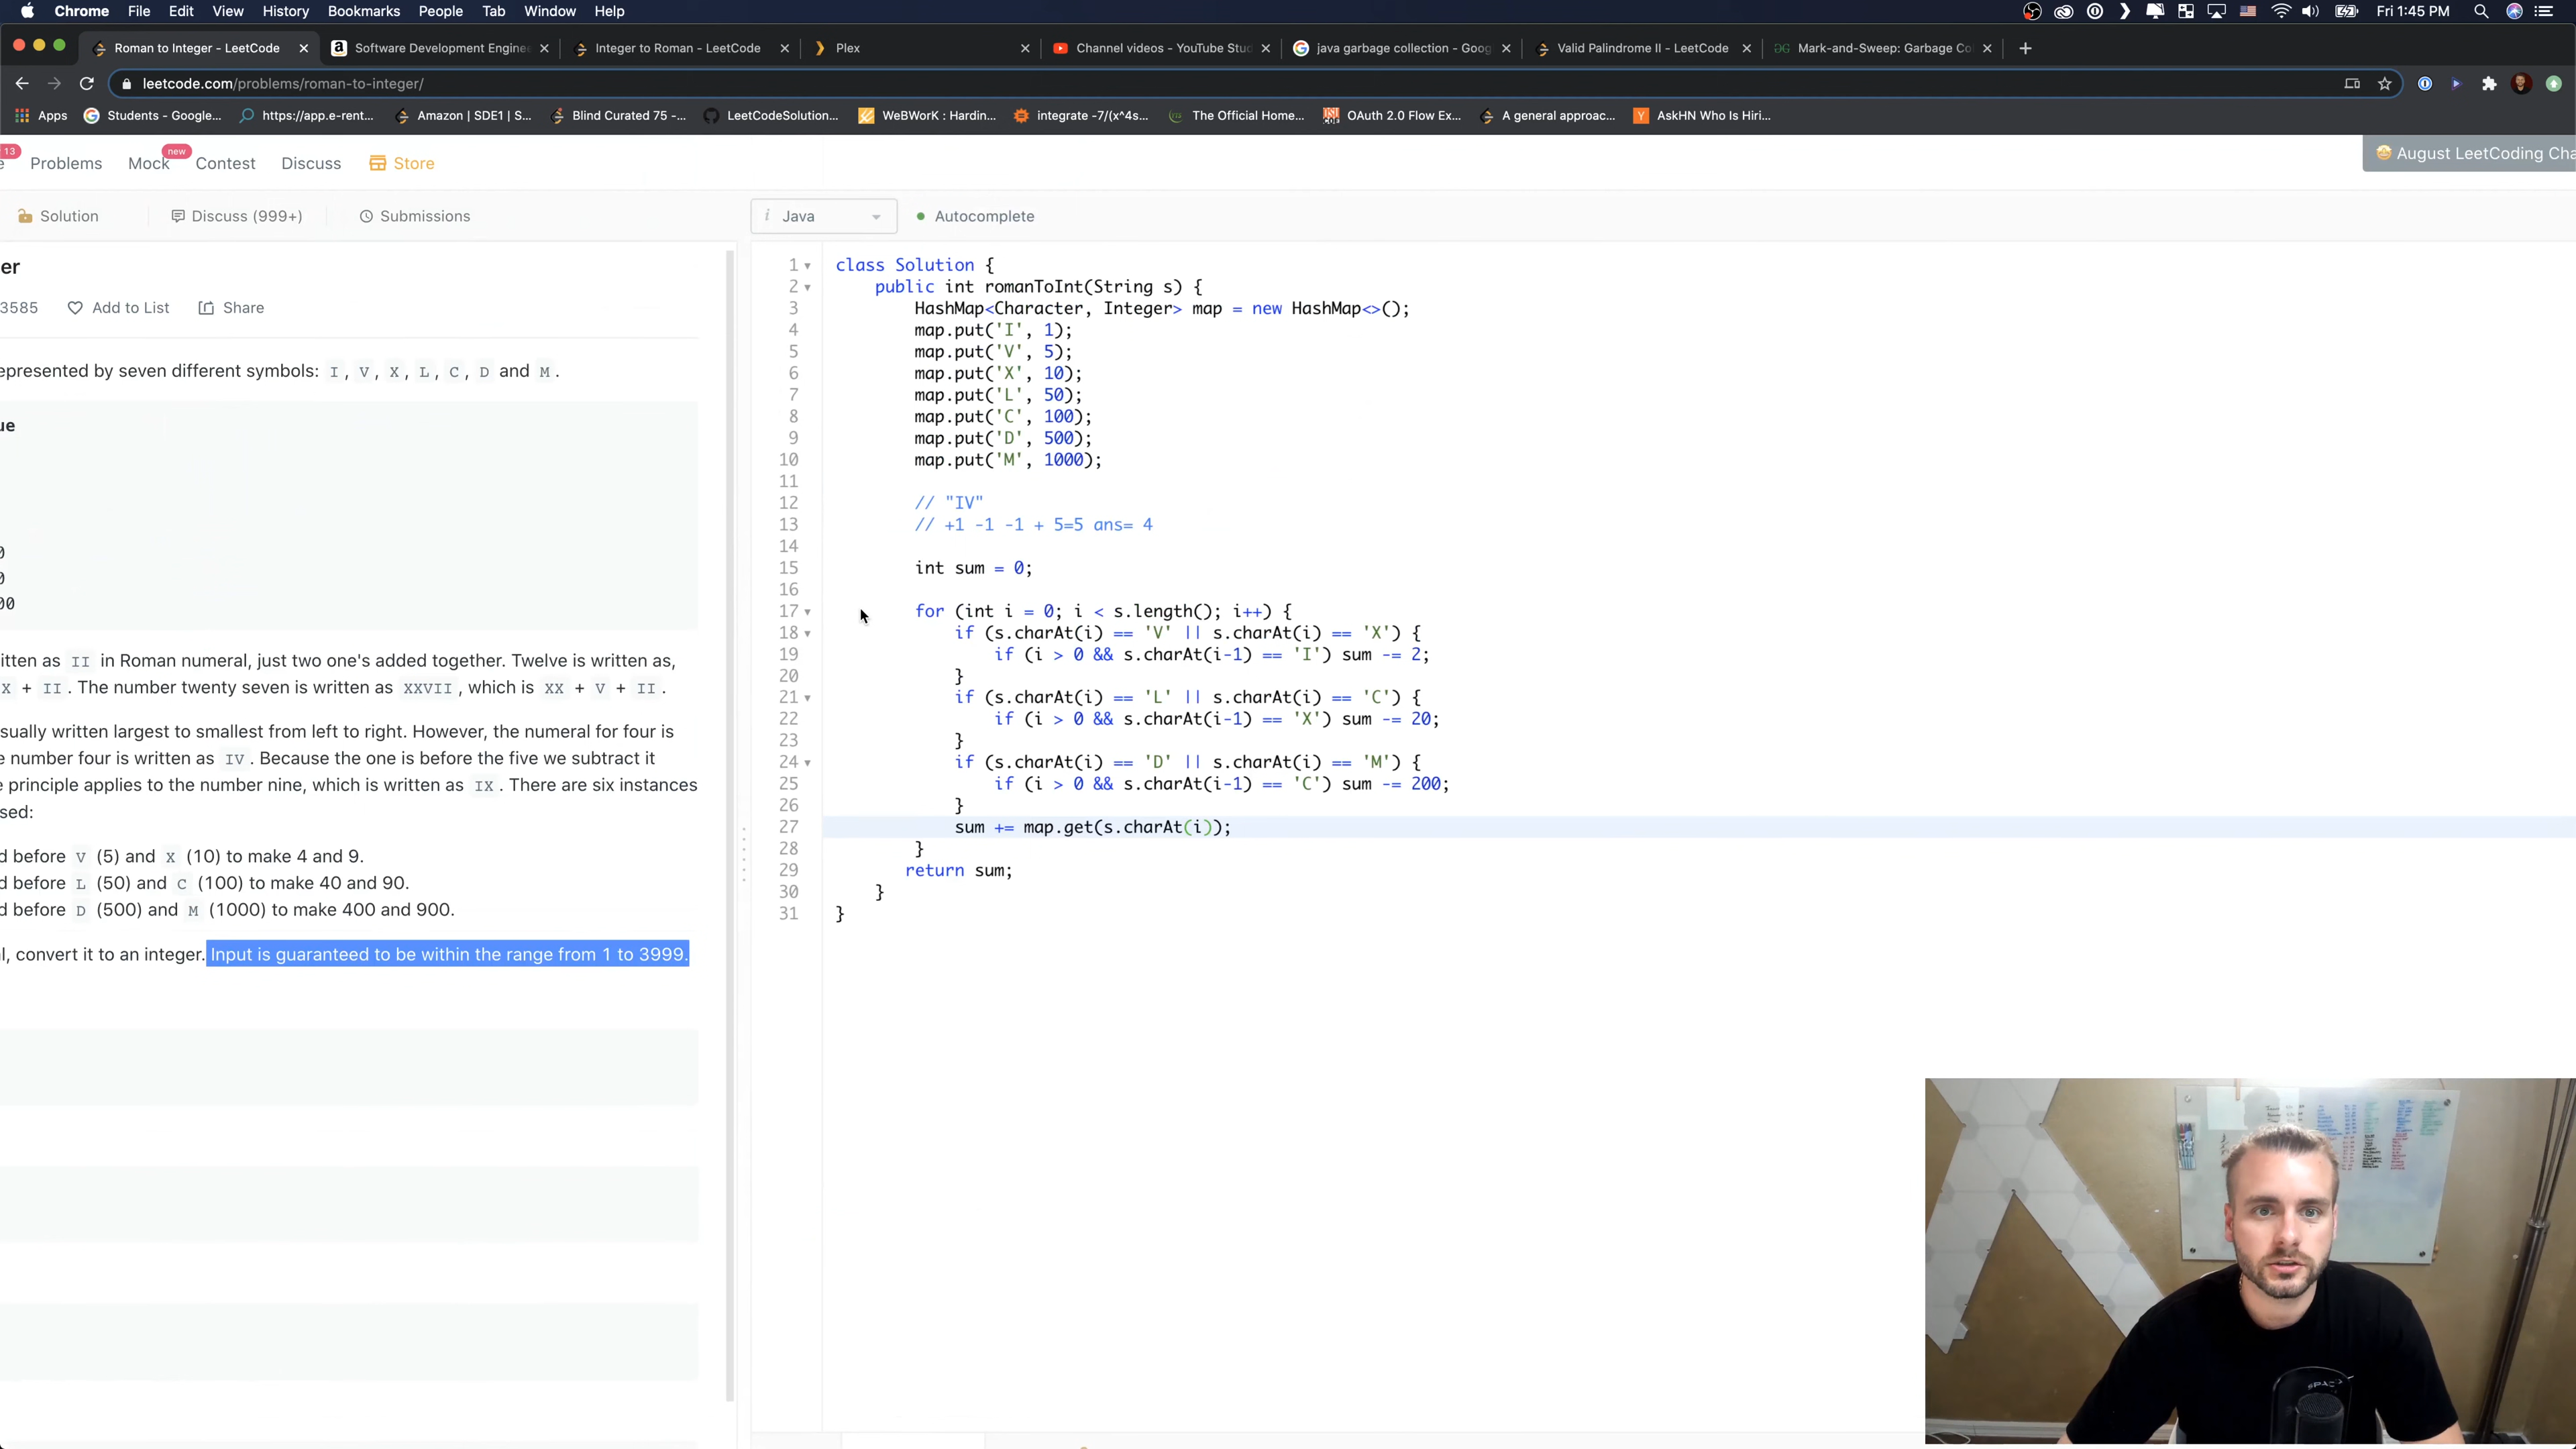 Chrome File Edit View History Bookmarks People Tab Window Help Fri 1:45 PM
Roman to Integer - LeetCode Software Development Enginee Integer to Roman - LeetCode Plex Channel videos - YouTube Stud java garbage collection - Goog Valid Palindrome II - LeetCode Mark-and-Sweep: Garbage Co
leetcode.com/problems/roman-to-integer/
Apps Students - Google... https://app.e-rent... Amazon | SDE1 | S... Blind Curated 75 -... LeetCodeSolution... WeBWorK : Hardin... integrate -7/(x^4s... The Official Home... OAuth 2.0 Flow Ex... A general approac... AskHN Who Is Hiri...
13 Problems Mock new Contest Discuss Store August LeetCoding Cha
Solution Discuss (999+) Submissions
i Java Autocomplete
er
3585 Add to List Share
epresented by seven different symbols: I, V, X, L, C, D and M.
ue
0
0
00
itten as II in Roman numeral, just two one's added together. Twelve is written as,
X + II. The number twenty seven is written as XXVII, which is XX + V + II.
sually written largest to smallest from left to right. However, the numeral for four is
e number four is written as IV. Because the one is before the five we subtract it
e principle applies to the number nine, which is written as IX. There are six instances
sed:
d before V (5) and X (10) to make 4 and 9.
d before L (50) and C (100) to make 40 and 90.
d before D (500) and M (1000) to make 400 and 900.
l, convert it to an integer. Input is guaranteed to be within the range from 1 to 3999.
1 class Solution {
2 public int romanToInt(String s) {
3 HashMap<Character, Integer> map = new HashMap<>();
4 map.put('I', 1);
5 map.put('V', 5);
6 map.put('X', 10);
7 map.put('L', 50);
8 map.put('C', 100);
9 map.put('D', 500);
10 map.put('M', 1000);
11
12 // "IV"
13 // +1 -1 -1 + 5=5 ans= 4
14
15 int sum = 0;
16
17 for (int i = 0; i < s.length(); i++) {
18 if (s.charAt(i) == 'V' || s.charAt(i) == 'X') {
19 if (i > 0 && s.charAt(i-1) == 'I') sum -= 2;
20 }
21 if (s.charAt(i) == 'L' || s.charAt(i) == 'C') {
22 if (i > 0 && s.charAt(i-1) == 'X') sum -= 20;
23 }
24 if (s.charAt(i) == 'D' || s.charAt(i) == 'M') {
25 if (i > 0 && s.charAt(i-1) == 'C') sum -= 200;
26 }
27 sum += map.get(s.charAt(i));
28 }
29 return sum;
30 }
31 }